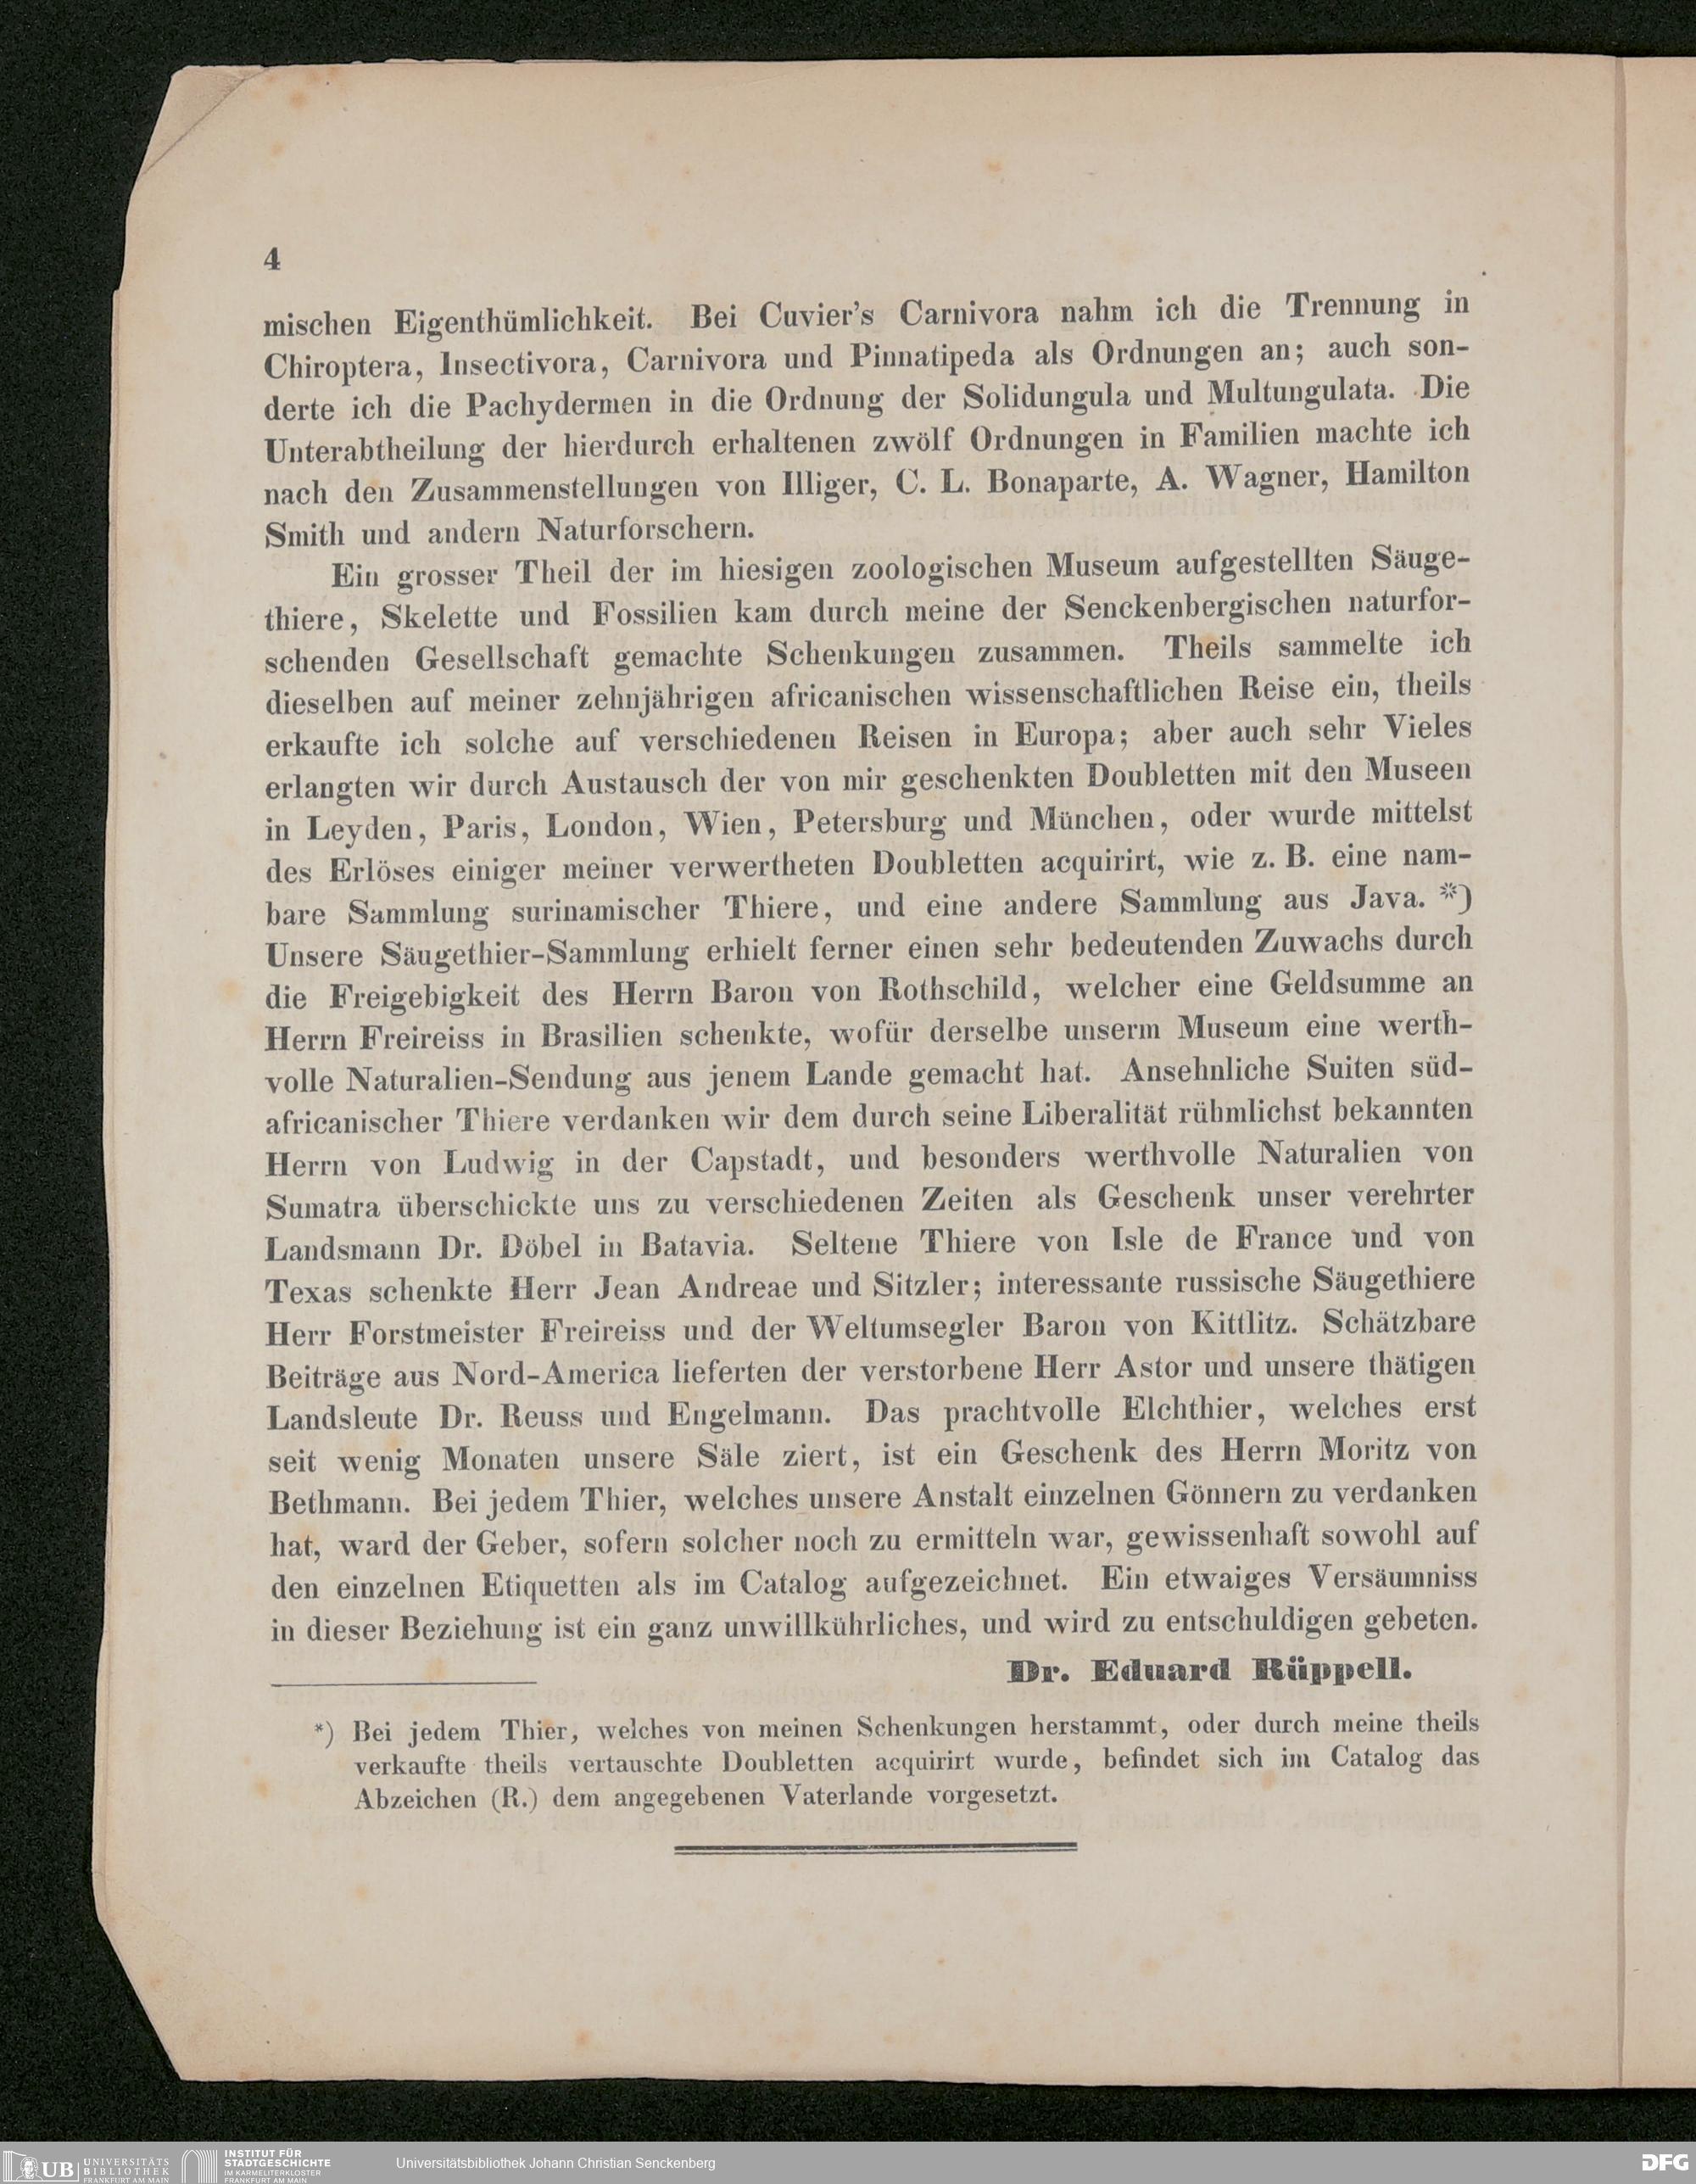 4
mischen Eigenthümlichkeit. Bei Cuvier's Carnivora nahm ich die Trennung in
Chiroptera, Insectivora, Carnivora und Pinnatipeda als Ordnungen an; auch son-
derte ich die Pachydermen in die Ordnung der Solidungula und Multungulata. Die
Unterabtheilung der hierdurch erhaltenen zwölf Ordnungen in Familien machte ich
nach den Zusammenstellungen von Illiger, C. L. Bonaparte, A. Wagner, Hamilton
Smith und andern Naturforschern.
Ein grosser Theil der im hiesigen zoologischen Museum aufgestellten Säuge-
thiere, Skelette und Fossilien kam durch meine der Senckenbergischen naturfor-
schenden Gesellschaft gemachte Schenkungen zusammen. Theils sammelte ich
dieselben auf meiner zehnjährigen africanischen wissenschaftlichen Reise ein, theils
erkaufte ich solche auf verschiedenen Reisen in Europa; aber auch sehr Vieles
erlangten wir durch Austausch der von mir geschenkten Doubletten mit den Museen
in Leyden, Paris, London, Wien, Petersburg und München, oder wurde mittelst
des Erlöses einiger meiner verwertheten Doubletten acquirirt, wie z. B. eine nam-
bare Sammlung surinamischer Thiere, und eine andere Sammlung aus Java. *)
Unsere Säugethier-Sammlung erhielt ferner einen sehr bedeutenden Zuwachs durch
die Freigebigkeit des Herrn Baron von Rothschild, welcher eine Geldsumme an
Herrn Freireiss in Brasilien schenkte, wofür derselbe unserm Museum eine werth-
volle Naturalien-Sendung aus jenem Lande gemacht hat. Ansehnliche Suiten süd-
africanischer Thiere verdanken wir dem durch seine Liberalität rühmlichst bekannten
Herrn von Ludwig in der Capstadt, und besonders werthvolle Naturalien von
Sumatra überschickte uns zu verschiedenen Zeiten als Geschenk unser verehrter
Landsmann Dr. Döbel in Batavia. Seltene Thiere von Isle de France und von
Texas schenkte Herr Jean Andreae und Sitzler; interessante russische Säugethiere
Herr Forstmeister Freireiss und der Weltumsegler Baron von Kittlitz. Schätzbare
Beiträge aus Nord-America lieferten der verstorbene Herr Astor und unsere thätigen
Landsleute Dr. Reuss und Engelmann. Das prachtvolle Elchthier, welches erst
seit wenig Monaten unsere Säle ziert, ist ein Geschenk des Herrn Moritz von
Bethmann. Bei jedem Thier, welches unsere Anstalt einzelnen Gönnern zu verdanken
hat, ward der Geber, sofern solcher noch zu ermitteln war, gewissenhaft sowohl auf
den einzelnen Etiquetten als im Catalog aufgezeichnet. Ein etwaiges Versäumniss
in dieser Beziehung ist ein ganz unwillkührliches, und wird zu entschuldigen gebeten.
Dr. Eduard Rüppell.
*) Bei jedem Thier, welches von meinen Schenkungen herstammt, oder durch meine theils
verkaufte theils vertauschte Doubletten acquirirt wurde, befindet sich im Catalog das
Abzeichen (R.) dem angegebenen Vaterlande vorgesetzt.
UB UNIVERSITÄTS
BIBLIOTHEK
FRANKFURT AM MAIN
INSTITUT FÜR
STADTGESCHICHTE
IM KARMELITERKLOSTER
FRANKFURT AM MAIN
Universitätsbibliothek Johann Christian Senckenberg
DFG